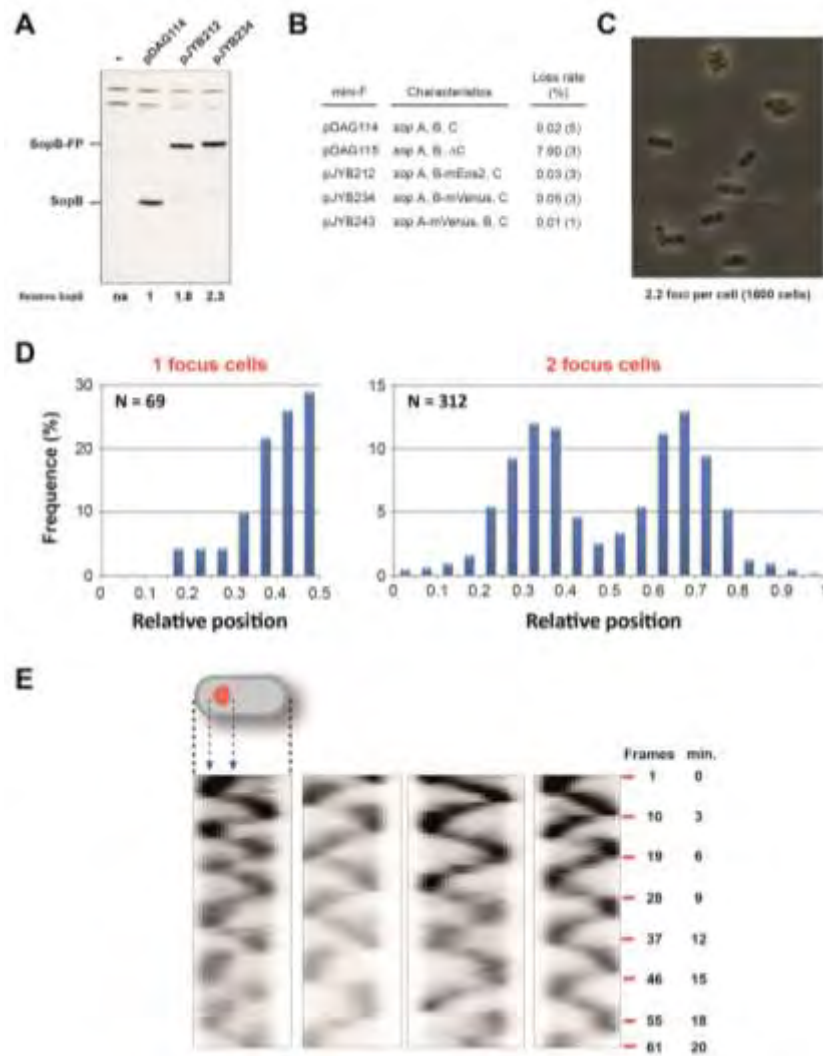 A
-
pDAG114
pJYB212
pJYB234
SopB-FP
SopB
Relative SopB
na 1 1.8 2.3
B
mini-F Characteristics Loss rate (%)
pDAG114 sop A, B, C 0.02 (5)
pDAG115 sop A, B, ΔC 7.90 (3)
pJYB212 sop A, B-mEos2, C 0.03 (3)
pJYB234 sop A, B-mVenus, C 0.05 (3)
pJYB243 sop A-mVenus, B, C 0.01 (1)
C
2.2 foci per cell (1600 cells)
D
1 focus cells
N = 69
Frequence (%)
30
20
10
0
0 0.1 0.2 0.3 0.4 0.5
Relative position
2 focus cells
N = 312
15
10
5
0
0 0.1 0.2 0.3 0.4 0.5 0.6 0.7 0.8 0.9 1
Relative position
E
Frames min.
1 0
10 3
19 6
28 9
37 12
46 15
55 18
61 20